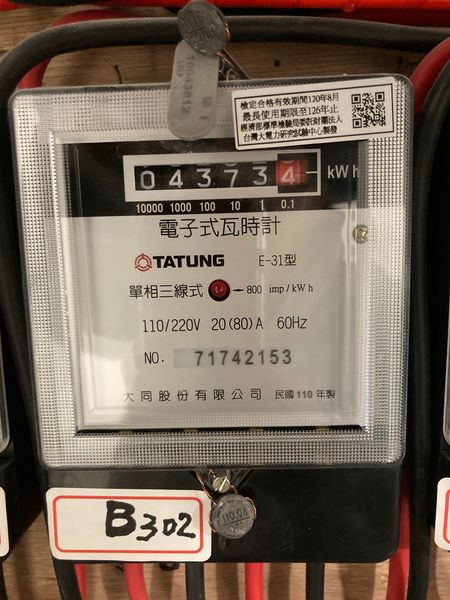 檢定合格有效期間120年8月
最長使用期限至126年止
經濟部標準檢驗局委託財團法人
台灣大電力研究試驗中心製發
043734 kWh
10000 1000 100 10 1 0.1
電子式瓦時計
TATUNG E-31型
單相三線式 800 imp/kWh
110/220V 20(80)A 60Hz
NO. 71742153
大同股份有限公司 民國110年製
110.08
B302